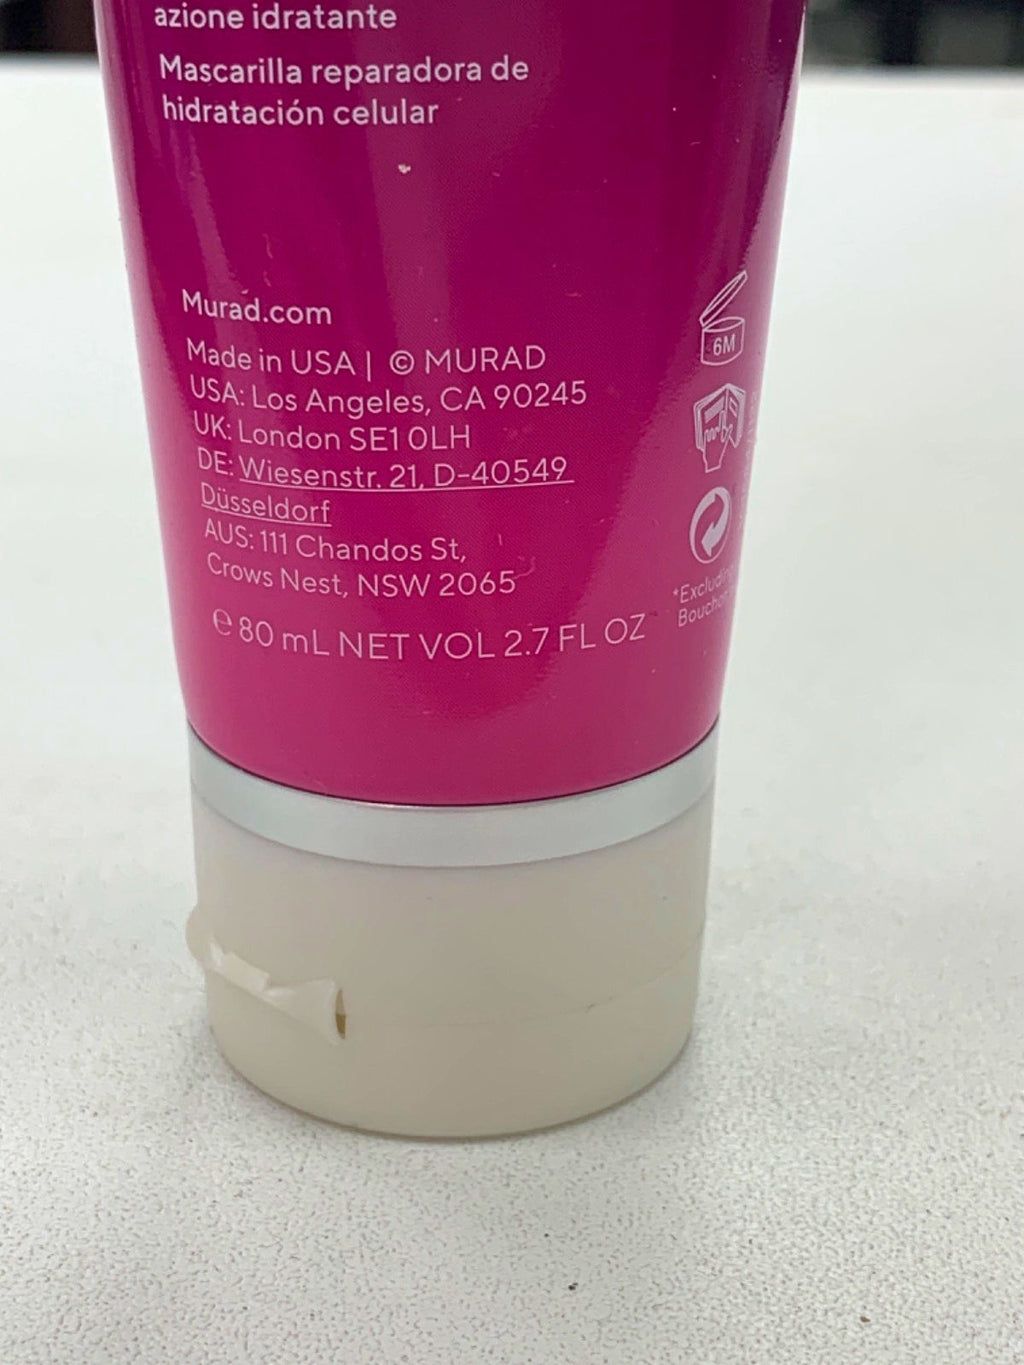 azione idratante
Mascarilla reparadora de
hidratación celular
Murad.com
Made in USA | © MURAD
USA: Los Angeles, CA 90245
UK: London SE1 0LH
DE: Wiesenstr. 21, D-40549
Düsseldorf
AUS: 111 Chandos St,
Crows Nest, NSW 2065
℮ 80 mL NET VOL 2.7 FL OZ
6M